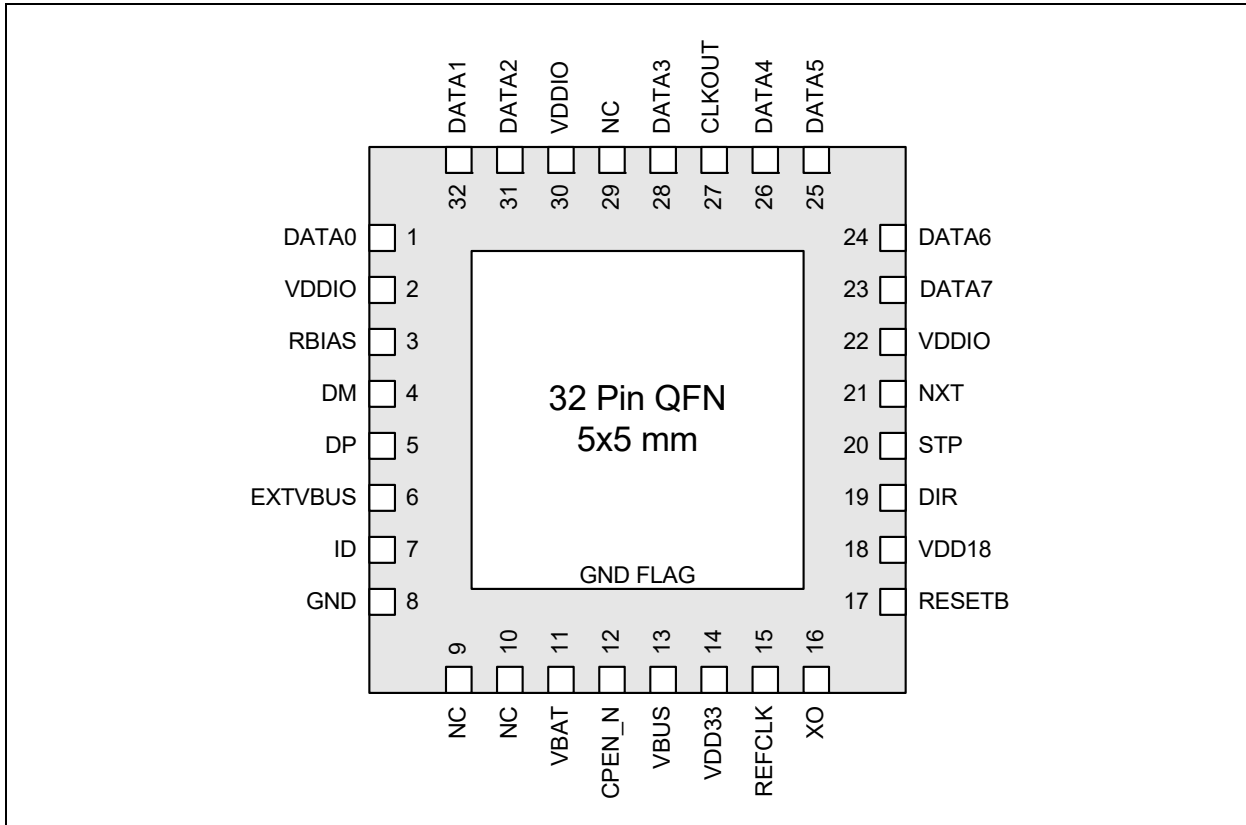 DATA1
DATA2
VDDIO
NC
DATA3
CLKOUT
DATA4
DATA5
32
31
30
29
28
27
26
25
DATA0 1
VDDIO 2
RBIAS 3
DM 4
DP 5
EXTVBUS 6
ID 7
GND 8
32 Pin QFN
5x5 mm
GND FLAG
24 DATA6
23 DATA7
22 VDDIO
21 NXT
20 STP
19 DIR
18 VDD18
17 RESETB
9
10
11
12
13
14
15
16
NC
NC
VBAT
CPEN_N
VBUS
VDD33
REFCLK
XO